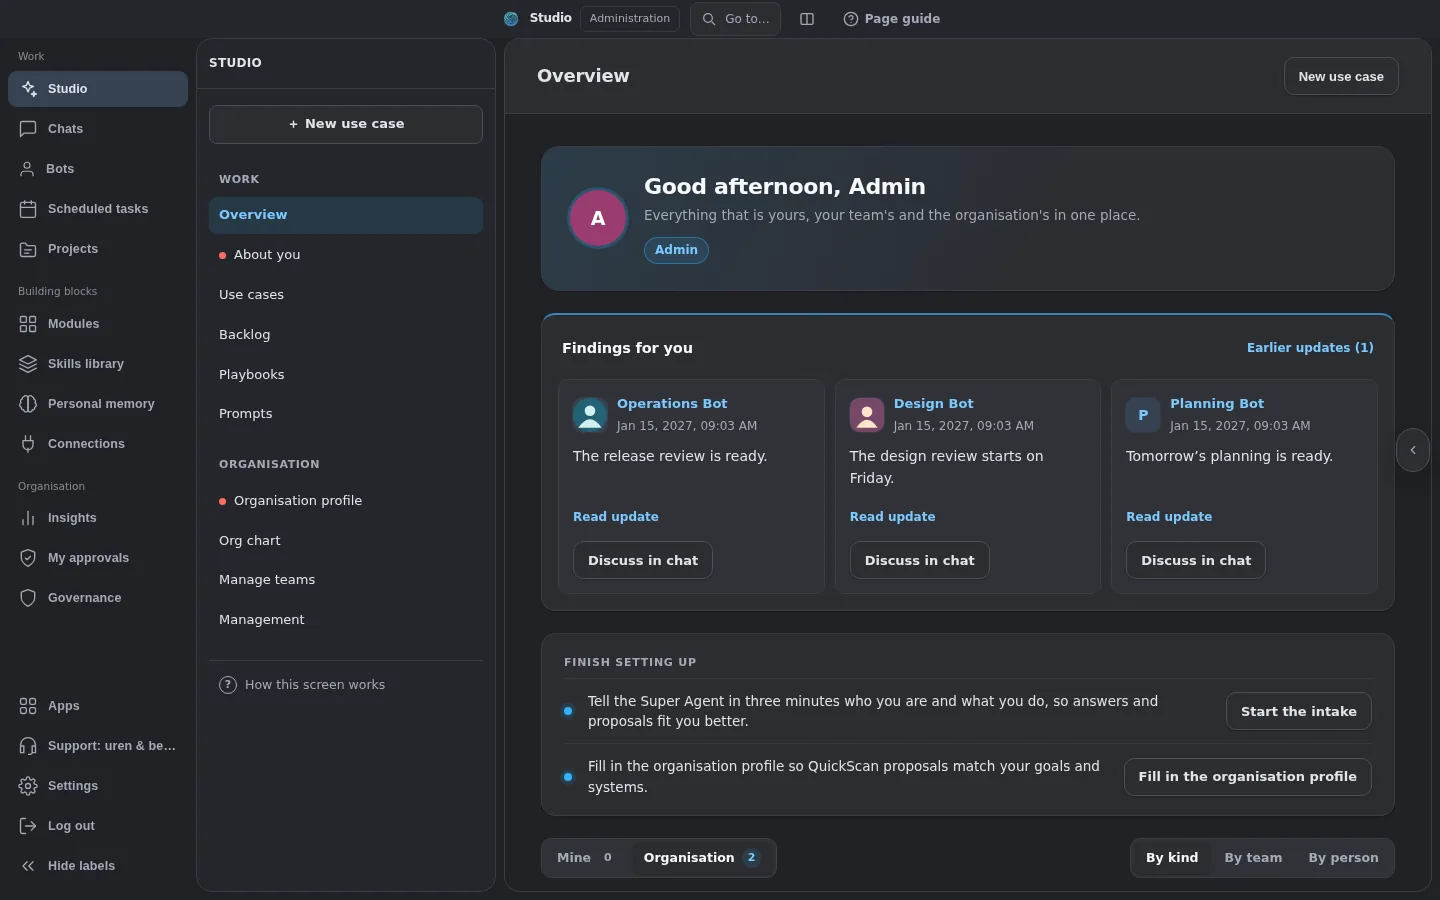 Studio
Administration
Go to...
Page guide
Work
Studio
Chats
Bots
Scheduled tasks
Projects
Building blocks
Modules
Skills library
Personal memory
Connections
Organisation
Insights
My approvals
Governance
Apps
Support: uren & be...
Settings
Log out
Hide labels
STUDIO
+ New use case
WORK
Overview
About you
Use cases
Backlog
Playbooks
Prompts
ORGANISATION
Organisation profile
Org chart
Manage teams
Management
? How this screen works
Overview
New use case
A
Good afternoon, Admin
Everything that is yours, your team's and the organisation's in one place.
Admin
Findings for you
Earlier updates (1)
Operations Bot
Jan 15, 2027, 09:03 AM
The release review is ready.
Read update
Discuss in chat
Design Bot
Jan 15, 2027, 09:03 AM
The design review starts on
Friday.
Read update
Discuss in chat
P
Planning Bot
Jan 15, 2027, 09:03 AM
Tomorrow’s planning is ready.
Read update
Discuss in chat
FINISH SETTING UP
Tell the Super Agent in three minutes who you are and what you do, so answers and
proposals fit you better.
Start the intake
Fill in the organisation profile so QuickScan proposals match your goals and
systems.
Fill in the organisation profile
Mine 0
Organisation 2
By kind
By team
By person